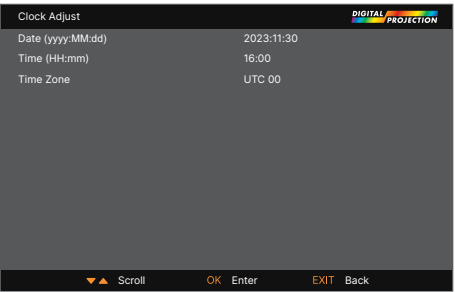 Clock Adjust
DIGITAL
PROJECTION
Date (yyyy:MM:dd) 2023:11:30
Time (HH:mm) 16:00
Time Zone UTC 00
Scroll OK Enter EXIT Back